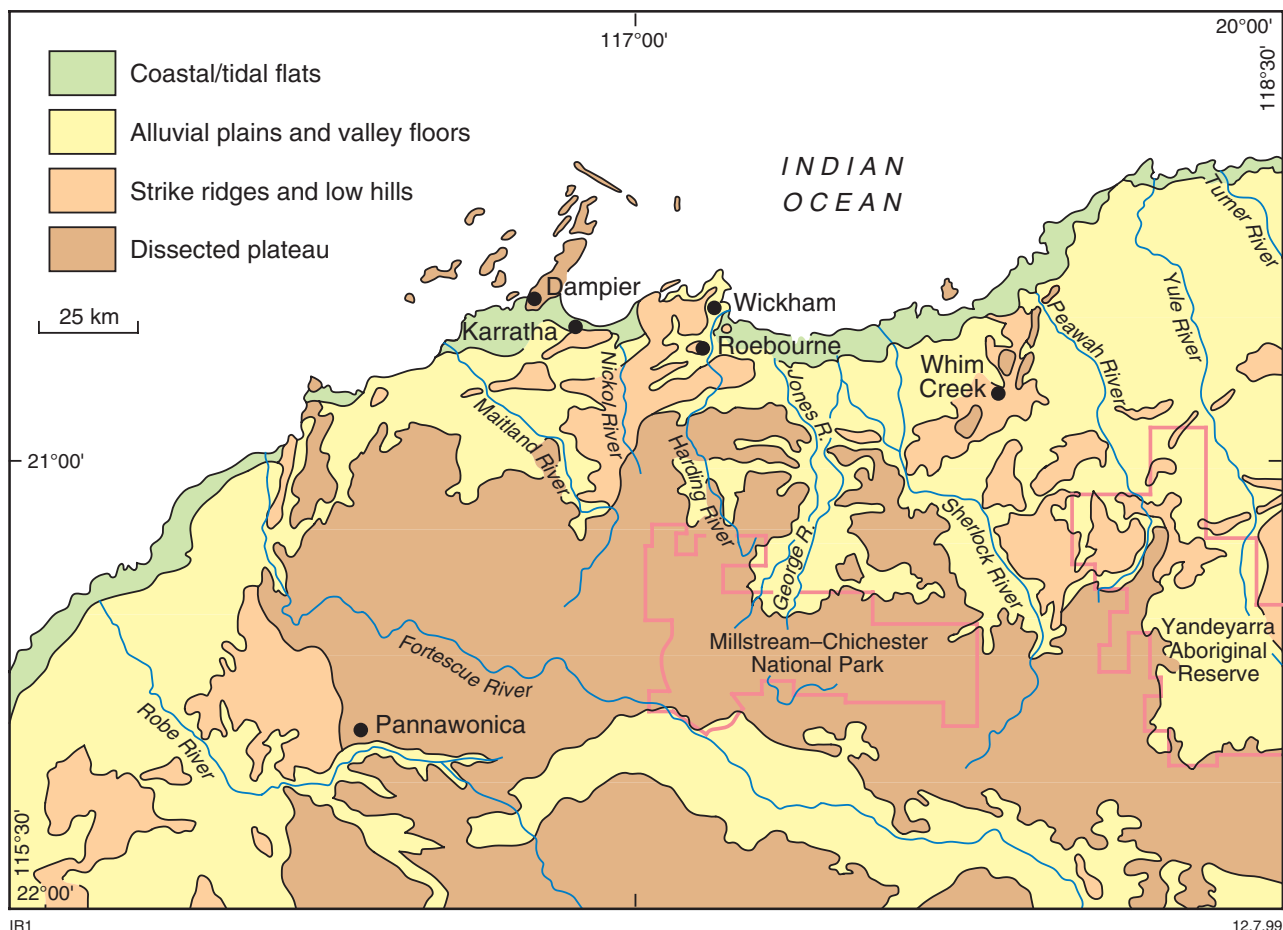 117°00'
20°00'
118°30'
Coastal/tidal flats
Alluvial plains and valley floors
Strike ridges and low hills
Dissected plateau
25 km
INDIAN
OCEAN
Turner River
Yule River
Peawah River
Dampier
Wickham
Karratha
Roebourne
Whim
Creek
Nickol River
Jones R.
Maitland River
Harding River
21°00'
Sherlock River
George R.
Fortescue River
Millstream–Chichester
National Park
Yandeyarra
Aboriginal
Reserve
Pannawonica
Robe River
115°30'
22°00'
IR1
12.7.99